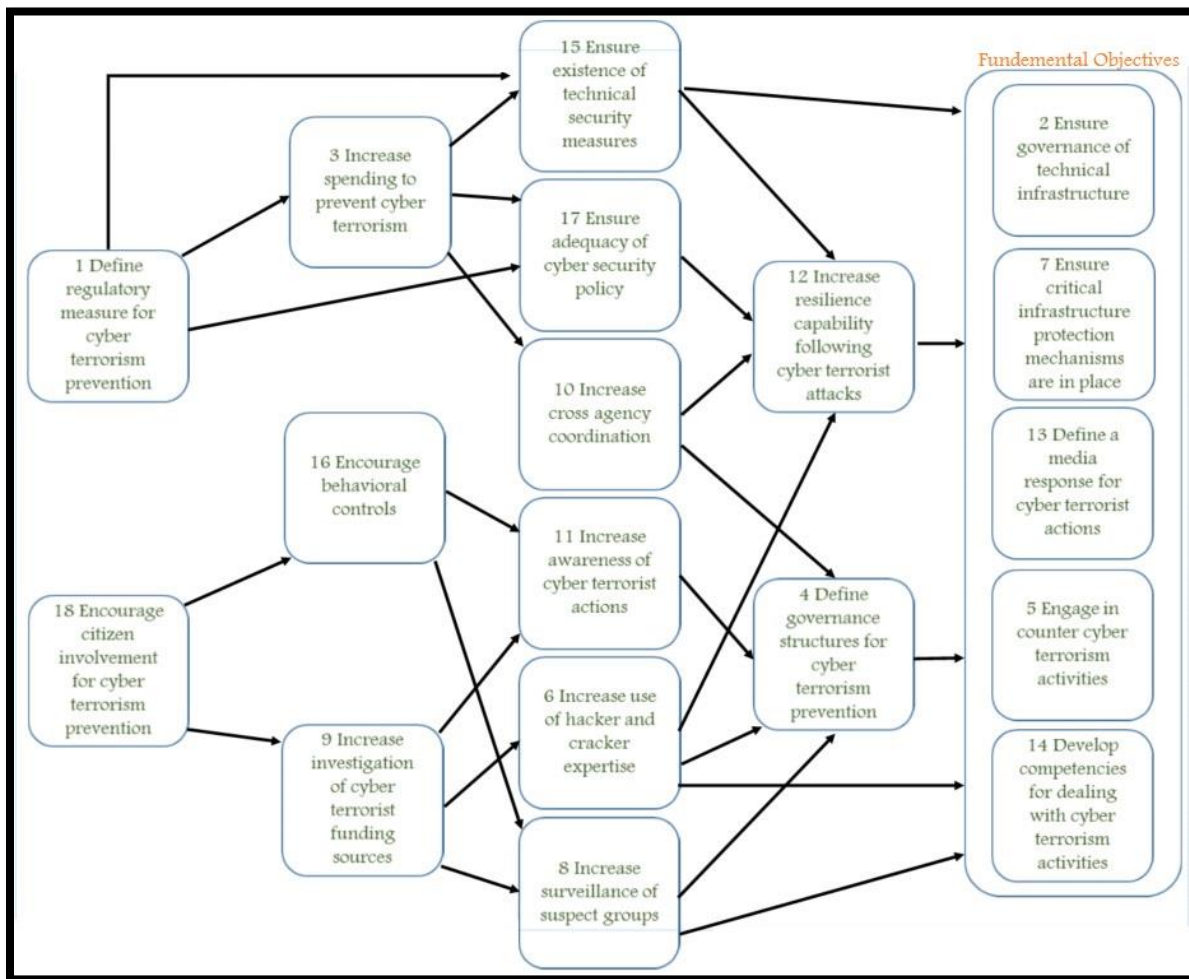 Fundemental Objectives
15 Ensure
existence of
technical
security
measures
2 Ensure
governance of
technical
infrastructure
3 Increase
spending to
prevent cyber
terrorism
17 Ensure
adequacy of
cyber security
policy
1 Define
regulatory
measure for
cyber
terrorism
prevention
12 Increase
resilience
capability
following
cyber terrorist
attacks
7 Ensure
critical
infrastructure
protection
mechanisms
are in place
10 Increase
cross agency
coordination
16 Encourage
behavioral
controls
13 Define a
media
response for
cyber terrorist
actions
11 Increase
awareness of
cyber terrorist
actions
18 Encourage
citizen
involvement
for cyber
terrorism
prevention
4 Define
governance
structures for
cyber
terrorism
prevention
5 Engage in
counter cyber
terrorism
activities
6 Increase use
of hacker and
cracker
expertise
9 Increase
investigation
of cyber
terrorist
funding
sources
14 Develop
competencies
for dealing
with cyber
terrorism
activities
8 Increase
surveillance of
suspect groups